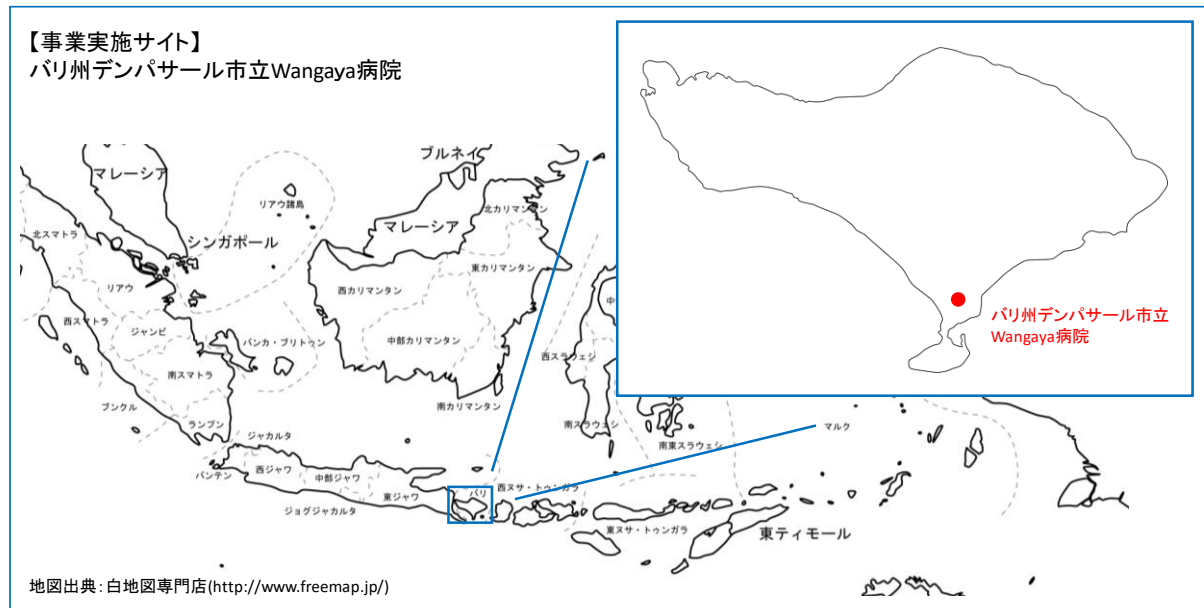 【事業実施サイト】
バリ州デンパサール市立Wangaya病院
ブルネイ
マレーシア
リアウ諸島
北カリマンタン
マレーシア
北スマトラ
シンガポール
東カリマンタン
リアウ
西カリマンタン
中
西スマトラ
ジャンビ
バンカ・ブリトゥン
中部カリマンタン
西スラウェシ
南スマトラ
ブンクル
南カリマンタン
ランプン
南スラウェシ
マルク
ジャカルタ
南東スラウェシ
バンテン
西ジャワ
中部ジャワ
東ジャワ
バリ
西ヌサ・トゥンガラ
ジョグジャカルタ
東ヌサ・トゥンガラ
東ティモール
バリ州デンパサール市立
Wangaya病院
地図出典:白地図専門店(http://www.freemap.jp/)